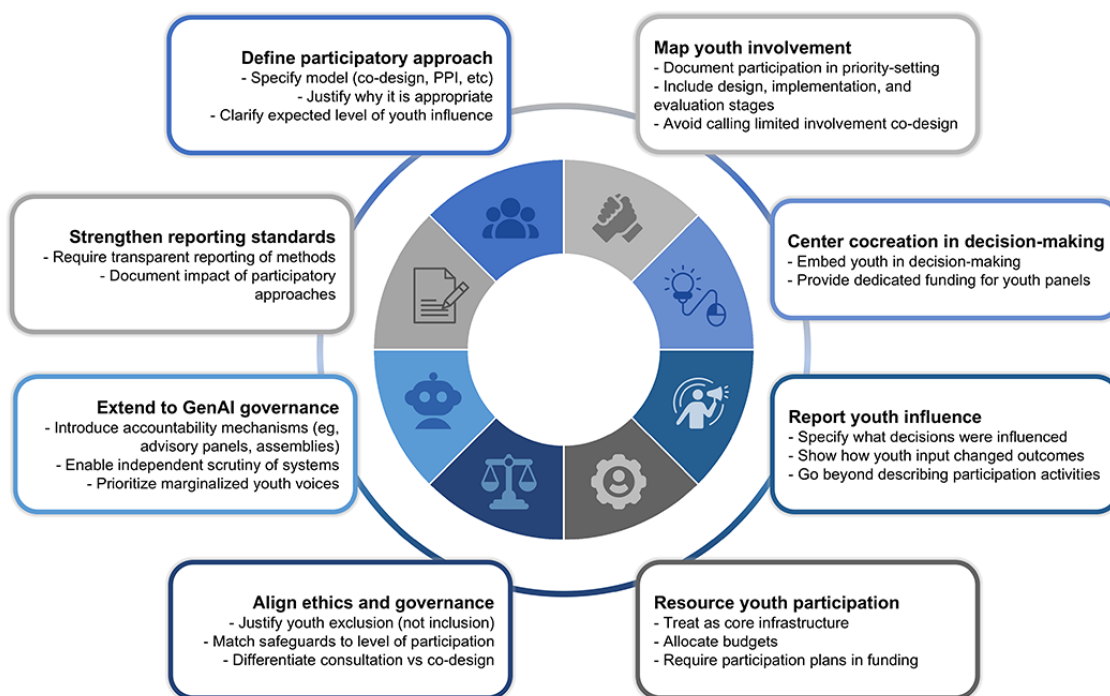 Define participatory approach
- Specify model (co-design, PPI, etc)
- Justify why it is appropriate
- Clarify expected level of youth influence
Map youth involvement
- Document participation in priority-setting
- Include design, implementation, and
evaluation stages
- Avoid calling limited involvement co-design
Strengthen reporting standards
- Require transparent reporting of methods
- Document impact of participatory
approaches
Center cocreation in decision-making
- Embed youth in decision-making
- Provide dedicated funding for youth panels
Extend to GenAI governance
- Introduce accountability mechanisms (eg,
advisory panels, assemblies)
- Enable independent scrutiny of systems
- Prioritize marginalized youth voices
Report youth influence
- Specify what decisions were influenced
- Show how youth input changed outcomes
- Go beyond describing participation activities
Align ethics and governance
- Justify youth exclusion (not inclusion)
- Match safeguards to level of participation
- Differentiate consultation vs co-design
Resource youth participation
- Treat as core infrastructure
- Allocate budgets
- Require participation plans in funding